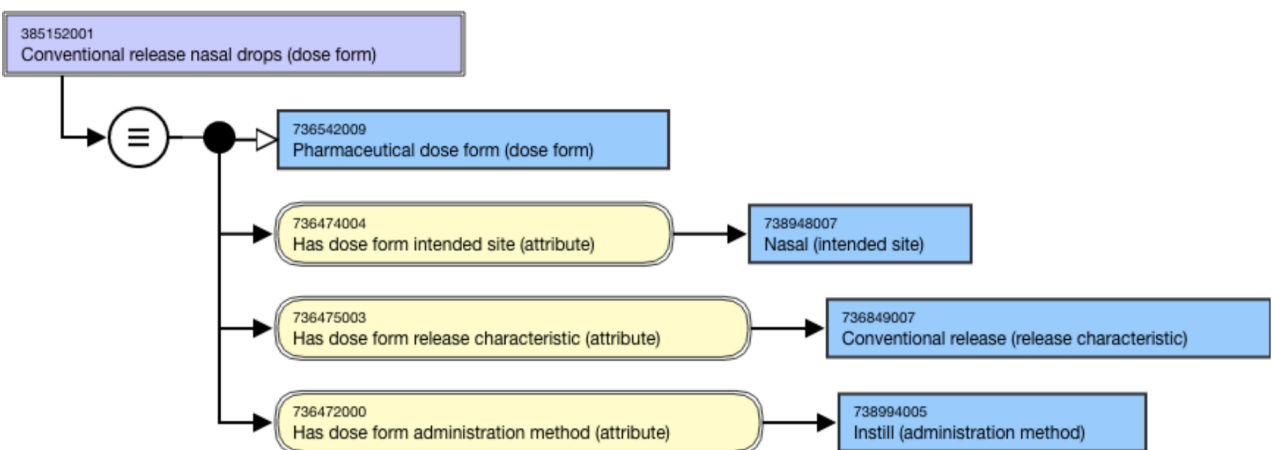 385152001
Conventional release nasal drops (dose form)
736542009
Pharmaceutical dose form (dose form)
736474004
Has dose form intended site (attribute)
738948007
Nasal (intended site)
736475003
Has dose form release characteristic (attribute)
736849007
Conventional release (release characteristic)
736472000
Has dose form administration method (attribute)
738994005
Instill (administration method)